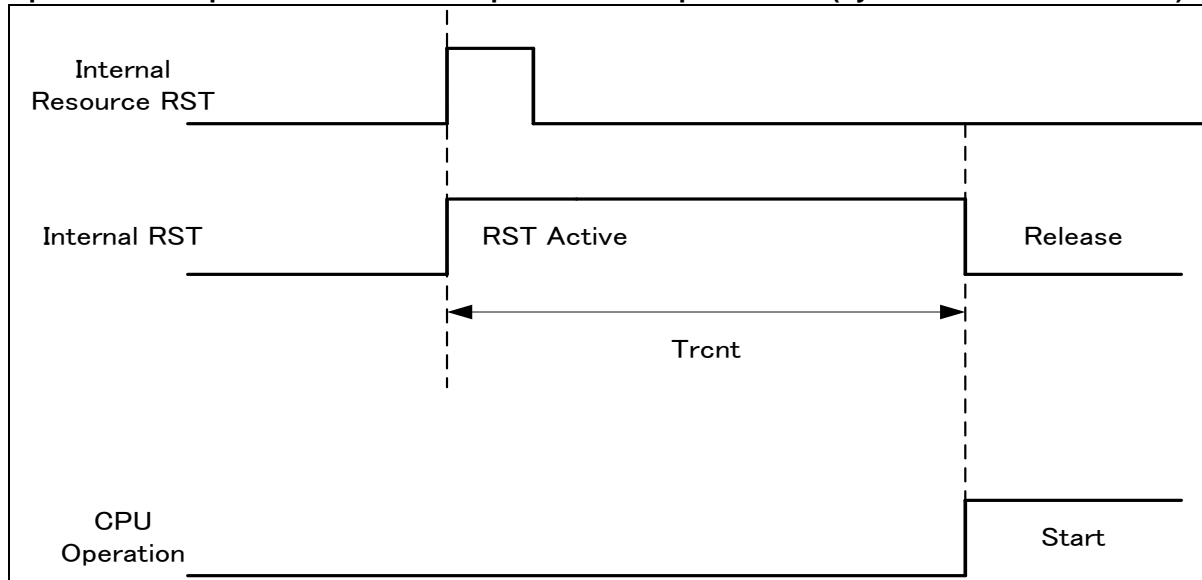 Internal
Resource RST
Internal RST
RST Active
Release
Trcnt
CPU
Operation
Start